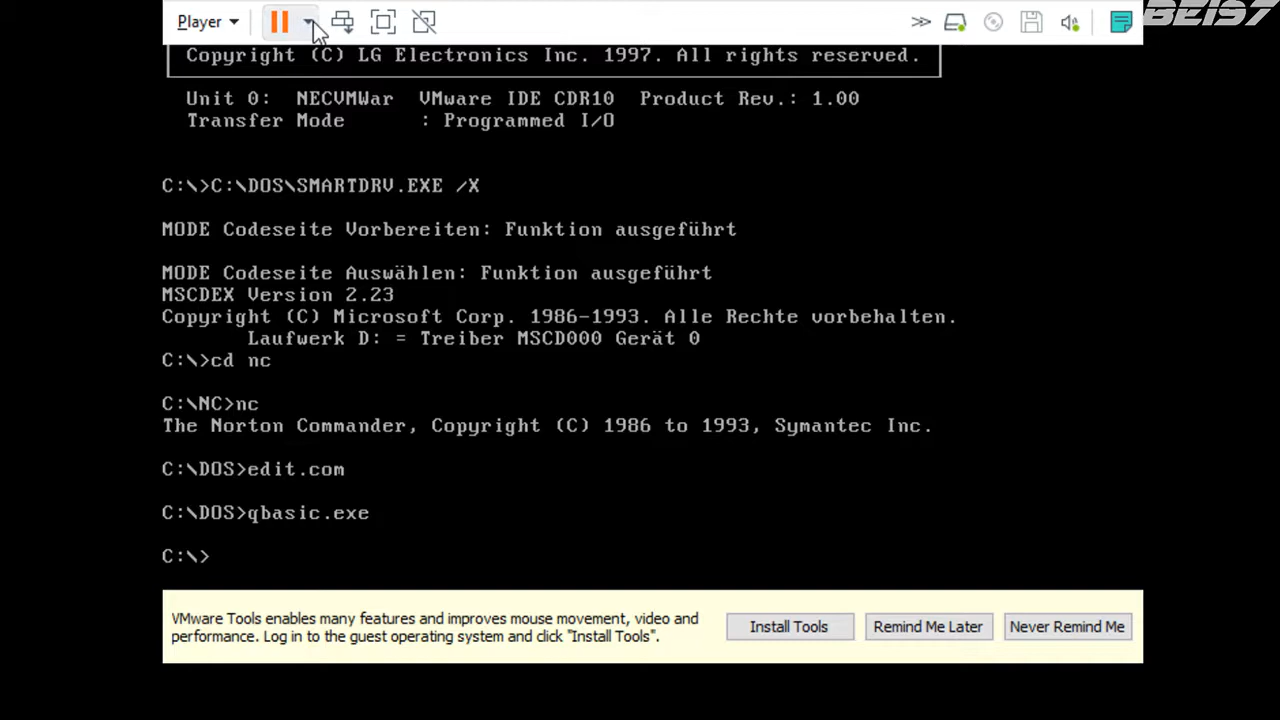 Player
BEI97
Copyright (C) LG Electronics Inc. 1997. All rights reserved.
Unit 0: NECVMWar VMware IDE CDR10 Product Rev.: 1.00
Transfer Mode : Programmed I/O
C:\>C:\DOS\SMARTDRV.EXE /X
MODE Codeseite Vorbereiten: Funktion ausgeführt
MODE Codeseite Auswählen: Funktion ausgeführt
MSCDEX Version 2.23
Copyright (C) Microsoft Corp. 1986-1993. Alle Rechte vorbehalten.
Laufwerk D: = Treiber MSCD000 Gerät 0
C:\>cd nc
C:\NC>nc
The Norton Commander, Copyright (C) 1986 to 1993, Symantec Inc.
C:\DOS>edit.com
C:\DOS>qbasic.exe
C:\>
VMware Tools enables many features and improves mouse movement, video and
performance. Log in to the guest operating system and click "Install Tools".
Install Tools
Remind Me Later
Never Remind Me